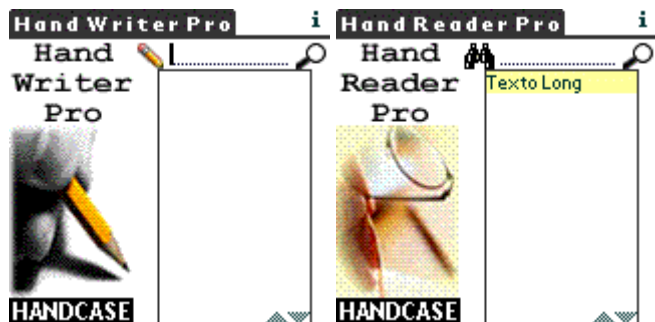 Hand Writer Pro i
Hand
Writer
Pro
HANDCASE
Hand Reader Pro i
Hand
Reader
Pro
Texto Long
HANDCASE